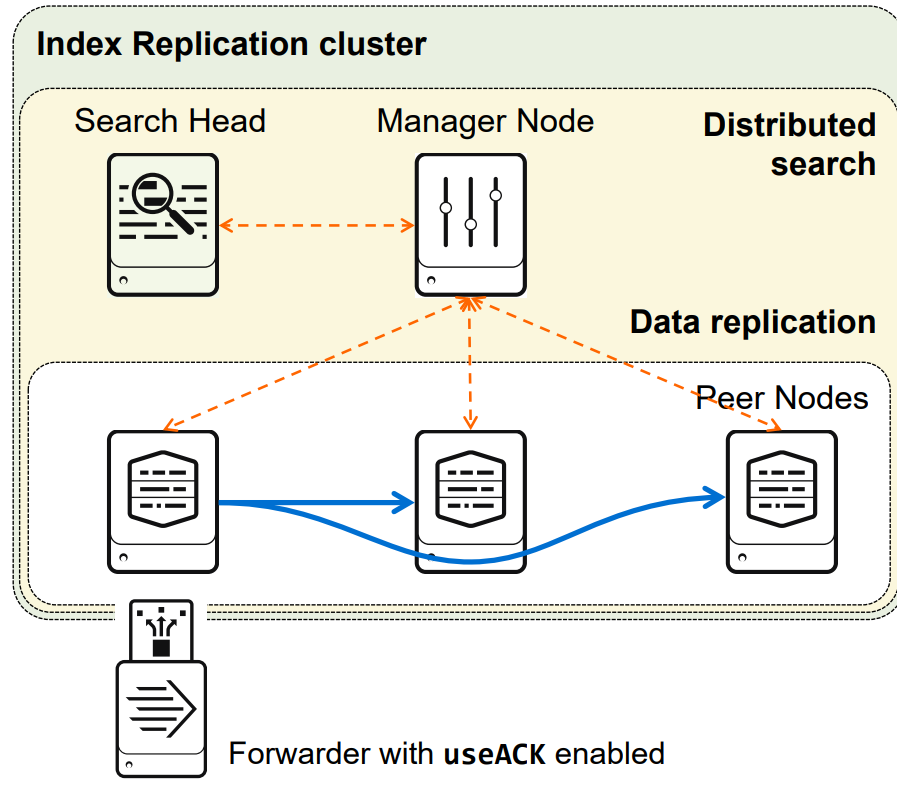 Index Replication cluster
Search Head
Manager Node
Distributed
search
Data replication
Peer Nodes
Forwarder with useACK enabled